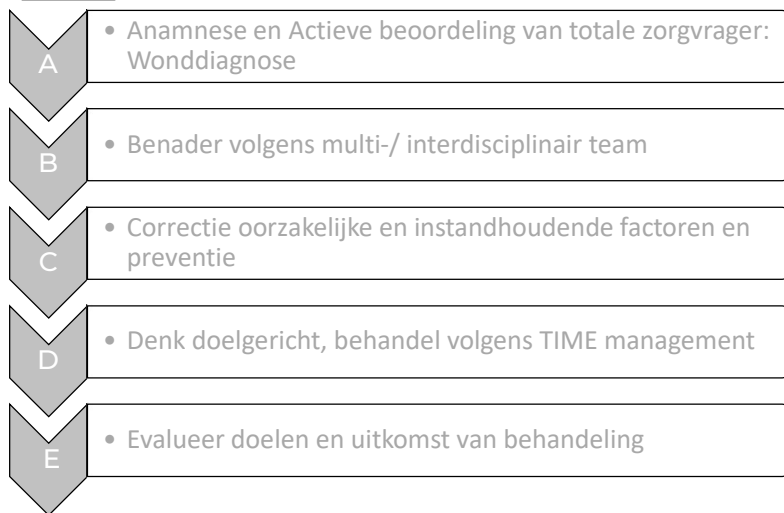 A
• Anamnese en Actieve beoordeling van totale zorgvrager:
Wonddiagnose
B
• Benader volgens multi-/ interdisciplinair team
C
• Correctie oorzakelijke en instandhoudende factoren en
preventie
D
• Denk doelgericht, behandel volgens TIME management
E
• Evalueer doelen en uitkomst van behandeling